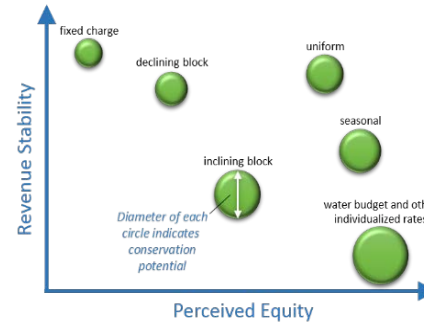 fixed charge
declining block
uniform
seasonal
inclining block
Diameter of each
circle indicates
conservation
potential
water budget and oth
individualized rates
Revenue Stability
Perceived Equity